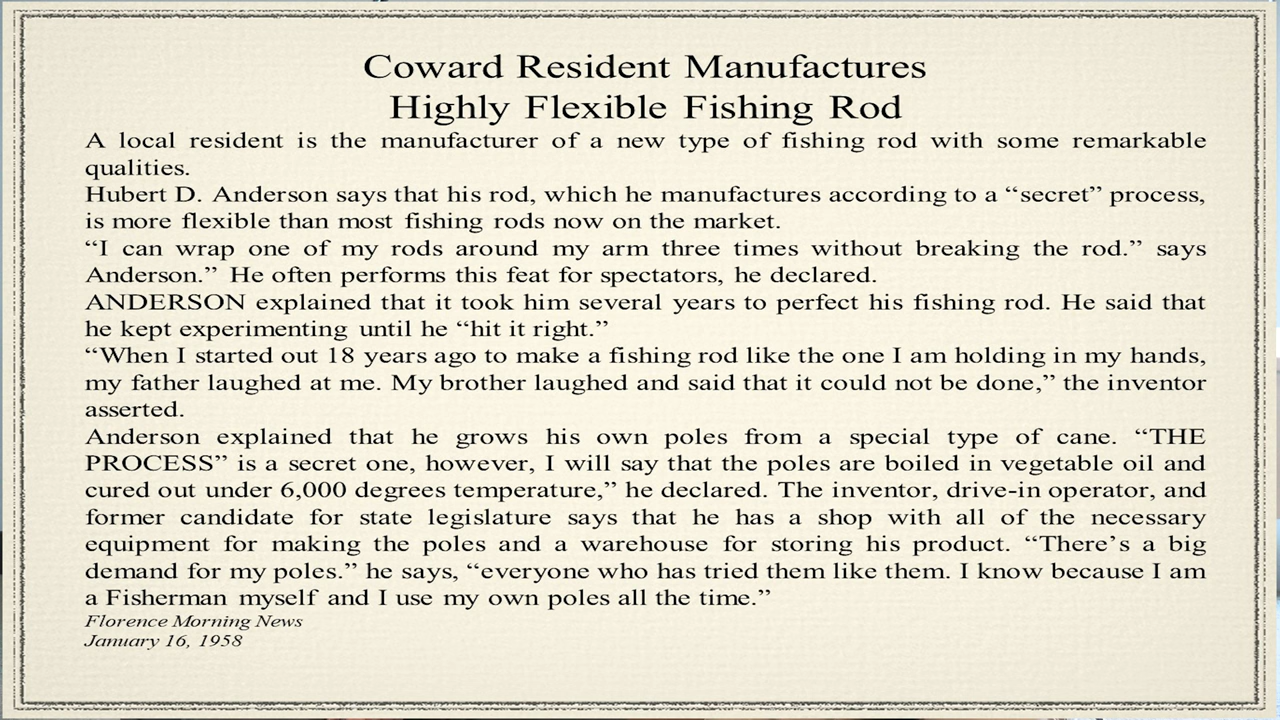 Coward Resident Manufactures
Highly Flexible Fishing Rod
A local resident is the manufacturer of a new type of fishing rod with some remarkable
qualities.
Hubert D. Anderson says that his rod, which he manufactures according to a “secret” process,
is more flexible than most fishing rods now on the market.
“I can wrap one of my rods around my arm three times without breaking the rod.” says
Anderson.” He often performs this feat for spectators, he declared.
ANDERSON explained that it took him several years to perfect his fishing rod. He said that
he kept experimenting until he “hit it right.”
“When I started out 18 years ago to make a fishing rod like the one I am holding in my hands,
my father laughed at me. My brother laughed and said that it could not be done,” the inventor
asserted.
Anderson explained that he grows his own poles from a special type of cane. “THE
PROCESS” is a secret one, however, I will say that the poles are boiled in vegetable oil and
cured out under 6,000 degrees temperature,” he declared. The inventor, drive-in operator, and
former candidate for state legislature says that he has a shop with all of the necessary
equipment for making the poles and a warehouse for storing his product. “There’s a big
demand for my poles.” he says, “everyone who has tried them like them. I know because I am
a Fisherman myself and I use my own poles all the time.”
Florence Morning News
January 16, 1958